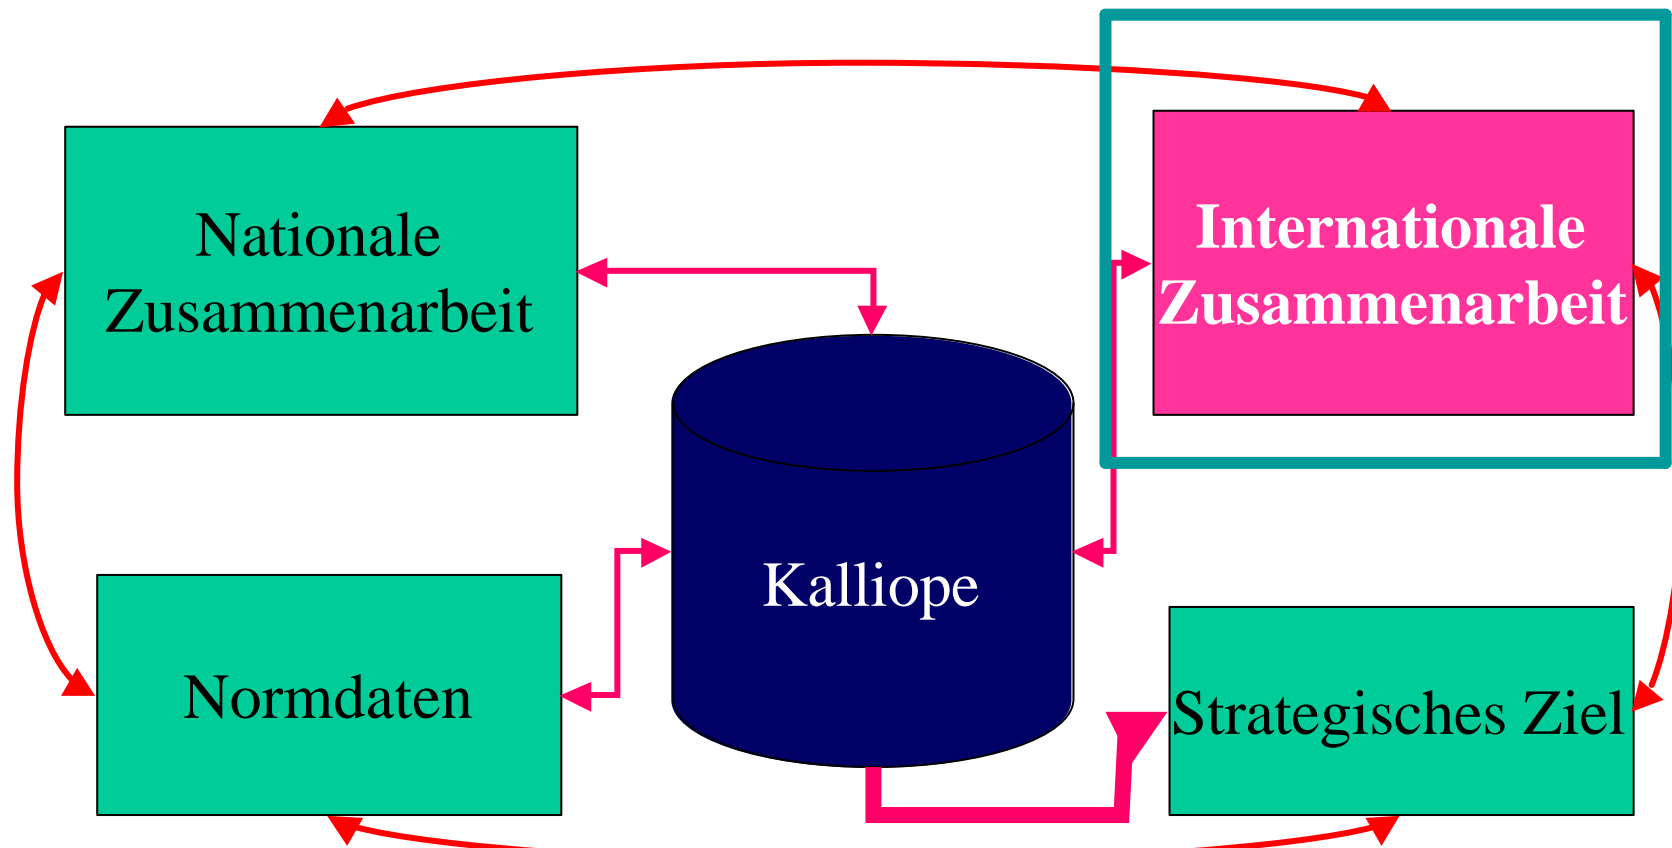 Nationale
Zusammenarbeit
Internationale
Zusammenarbeit
Kalliope
Normdaten
Strategisches Ziel